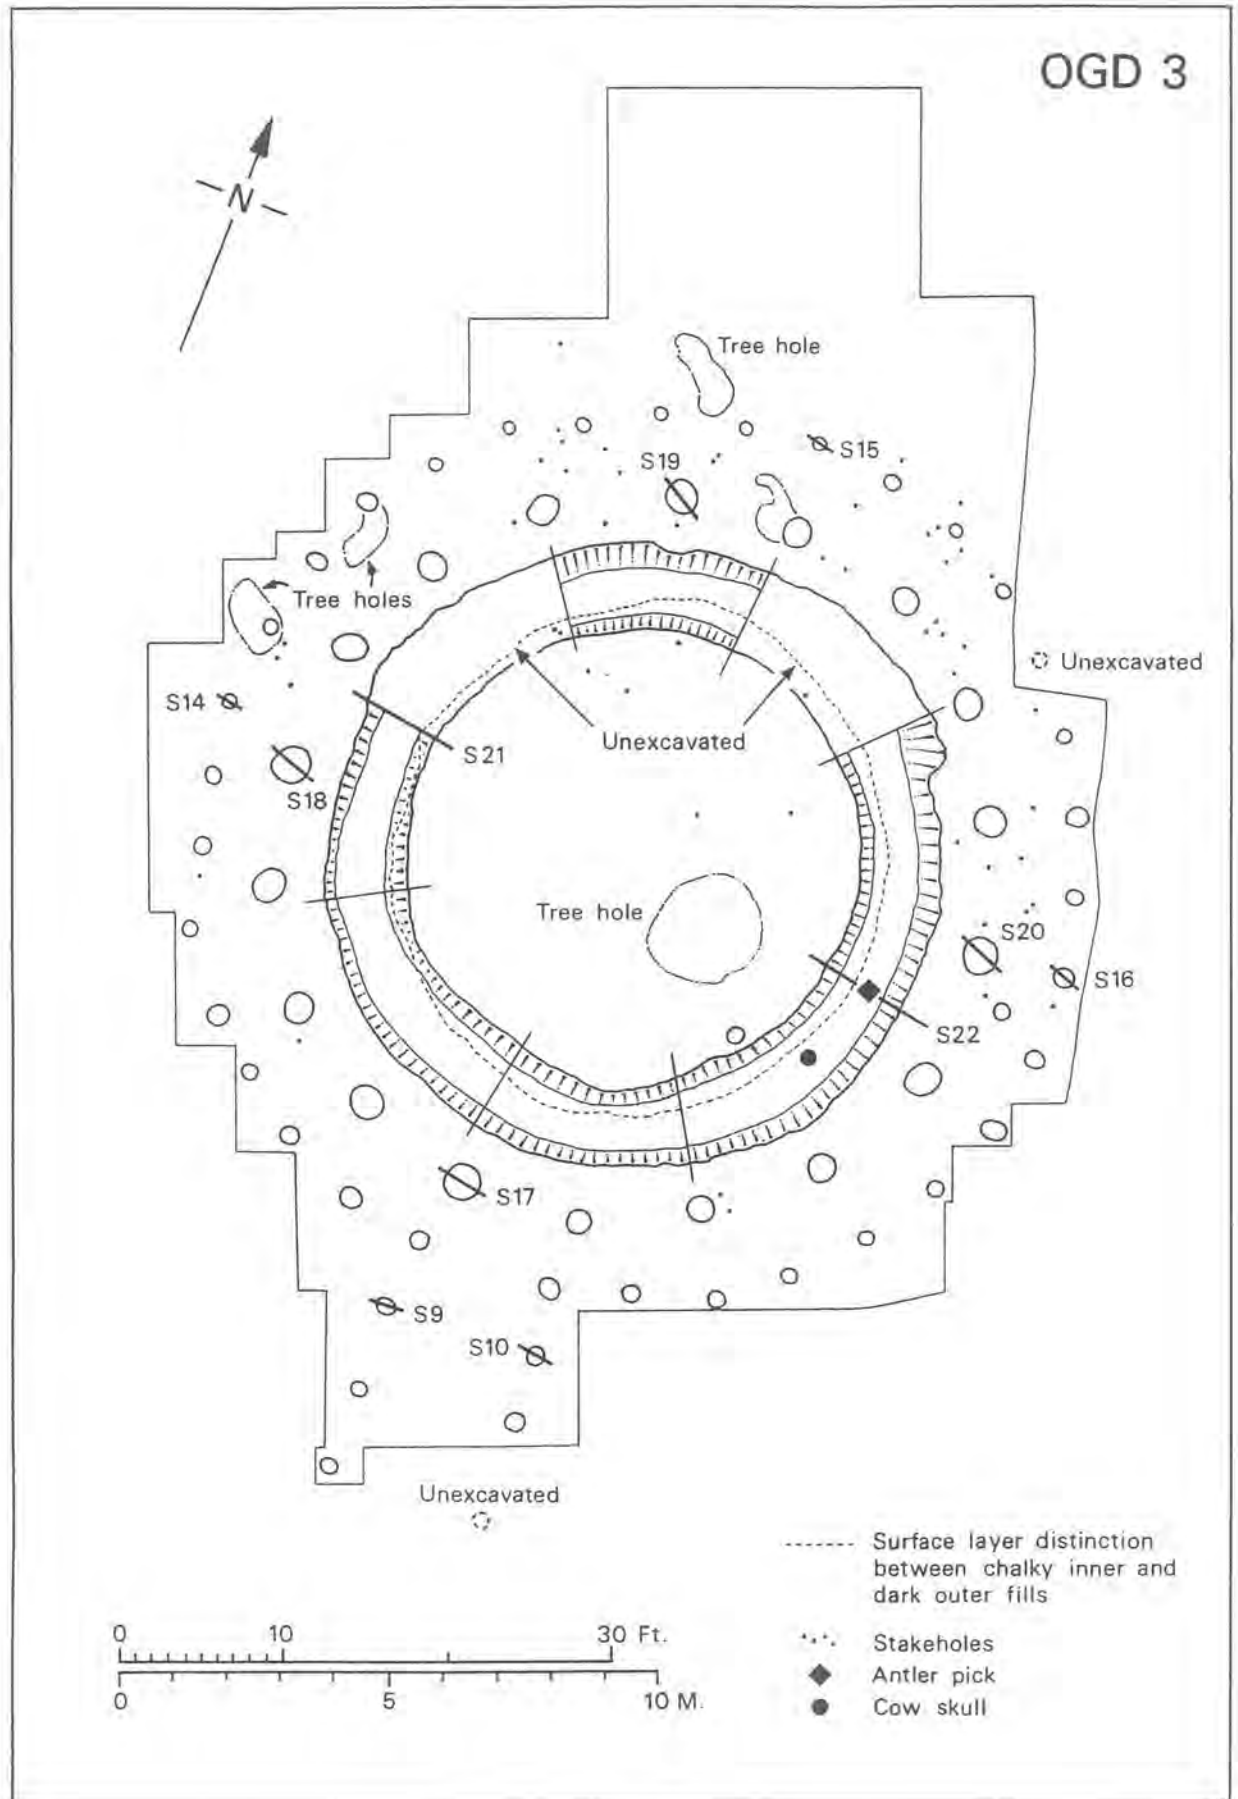 OGD 3
N
Tree hole
S19
S15
Tree holes
Unexcavated
S14
S21
Unexcavated
S18
Tree hole
S20
S16
S22
S17
S9
S10
Unexcavated
Surface layer distinction
between chalky inner and
dark outer fills
0 10 30 Ft.
Stakeholes
Antler pick
0 5 10 M.
Cow skull